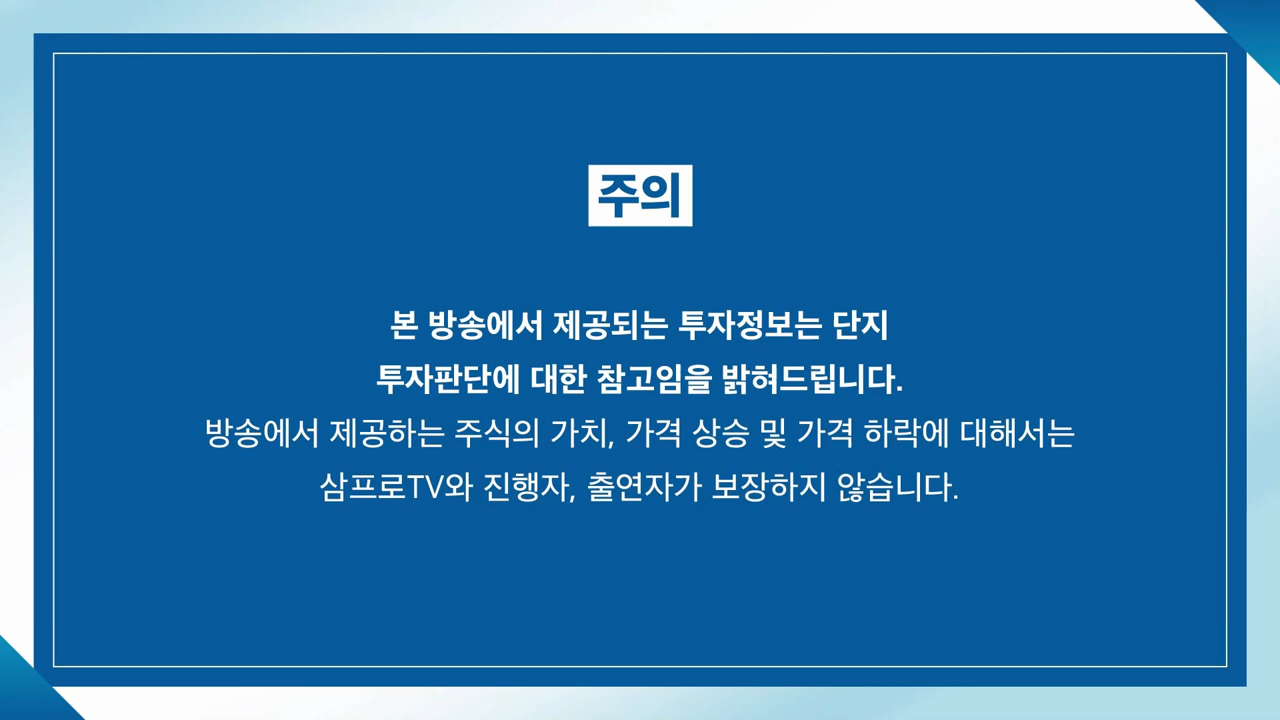 주의
본 방송에서 제공되는 투자정보는 단지
투자판단에 대한 참고임을 밝혀드립니다.
방송에서 제공하는 주식의 가치, 가격 상승 및 가격 하락에 대해서는
삼프로TV와 진행자, 출연자가 보장하지 않습니다.